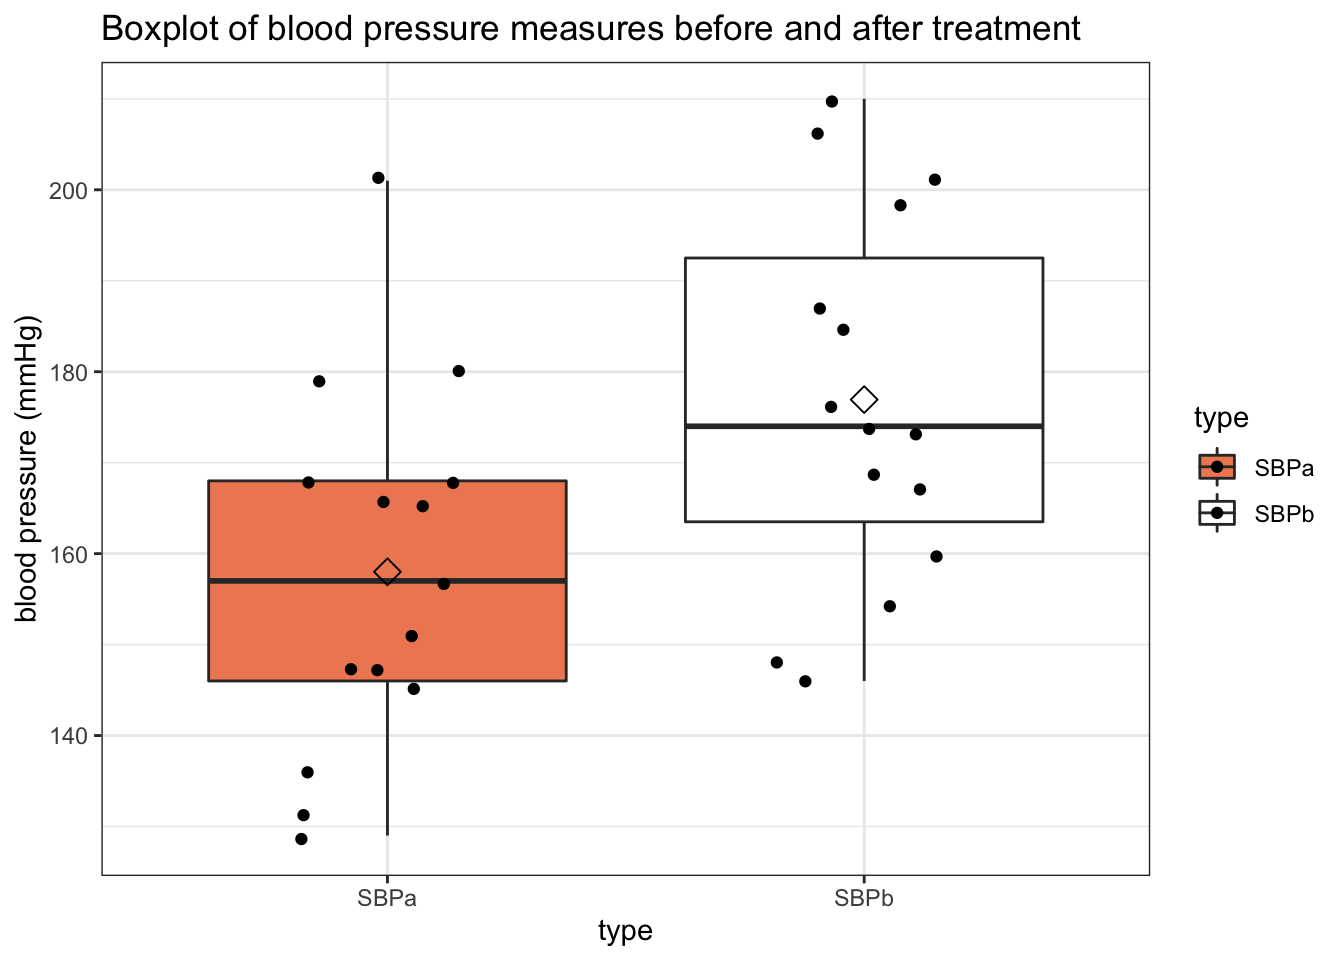 Boxplot of blood pressure measures before and after treatment
blood pressure (mmHg)
200
180
160
140
SBPa
SBPb
type
type
SBPa
SBPb